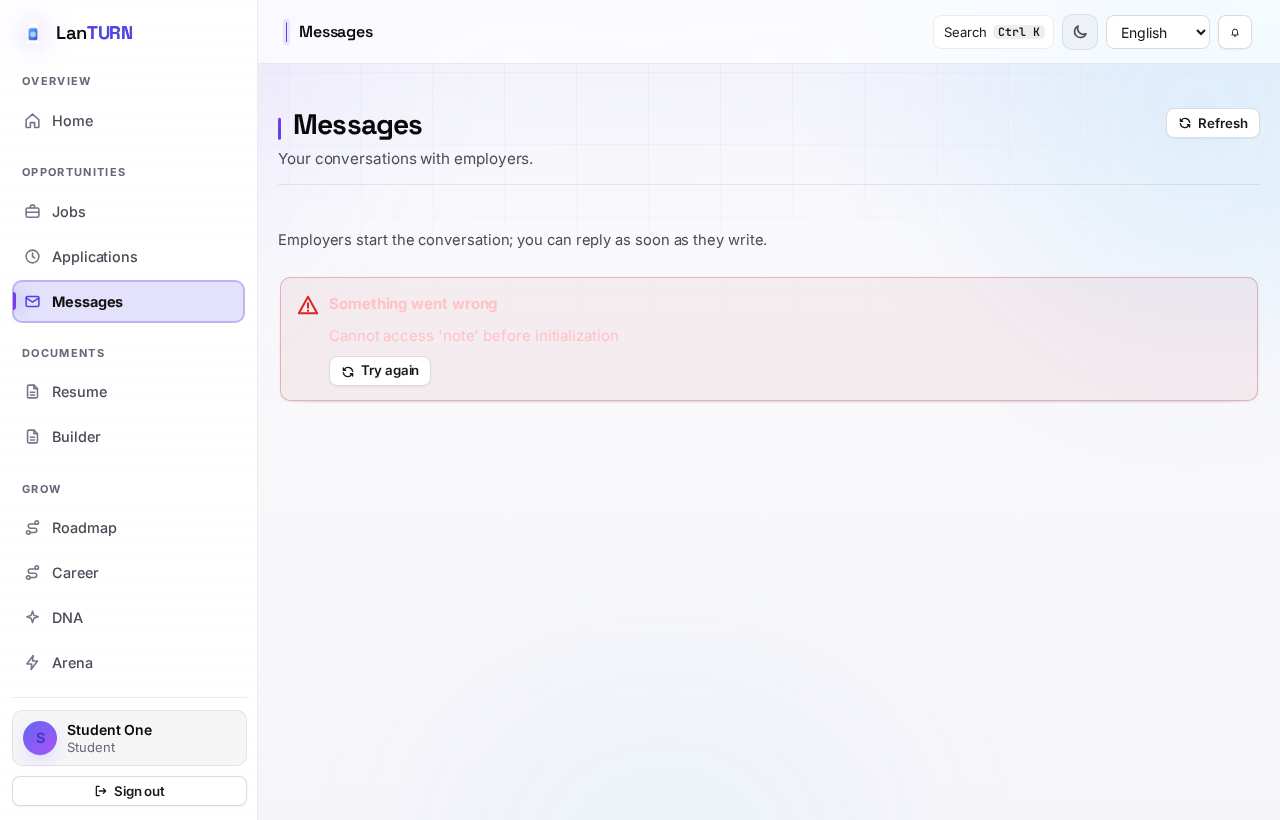 LanTURN
OVERVIEW
Home
OPPORTUNITIES
Jobs
Applications
Messages
DOCUMENTS
Resume
Builder
GROW
Roadmap
Career
DNA
Arena
S
Student One
Student
Sign out
Messages
Search Ctrl K
English
Messages
Refresh
Your conversations with employers.
Employers start the conversation; you can reply as soon as they write.
Something went wrong
Cannot access 'note' before initialization
Try again